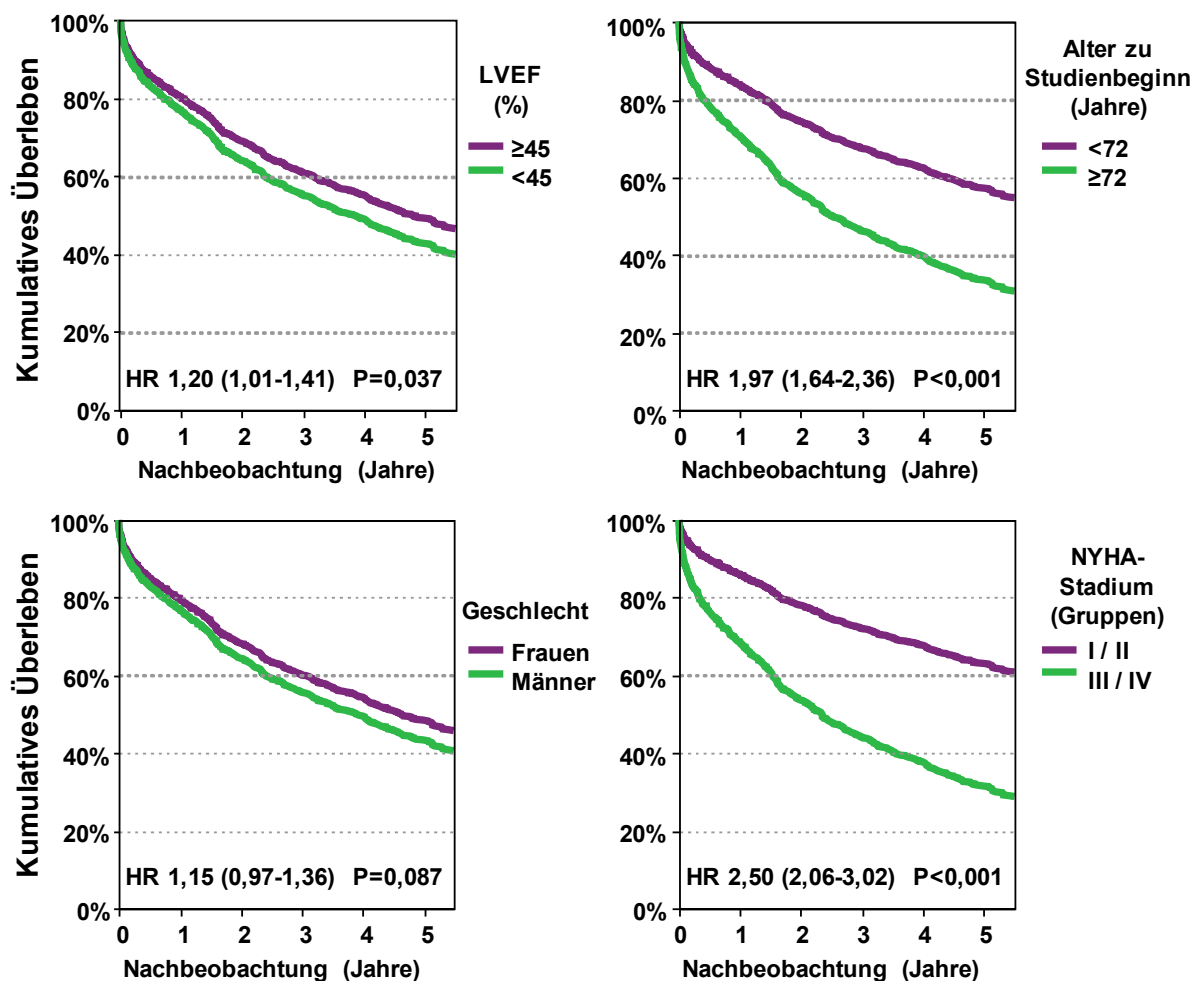 Kumulatives Überleben
100%
80%
60%
40%
20%
0%
HR 1,20 (1,01-1,41) P=0,037
0 1 2 3 4 5
Nachbeobachtung (Jahre)
LVEF
(%)
≥45
<45
100%
80%
60%
40%
20%
0%
HR 1,97 (1,64-2,36) P<0,001
0 1 2 3 4 5
Nachbeobachtung (Jahre)
Alter zu
Studienbeginn
(Jahre)
<72
≥72
Kumulatives Überleben
100%
80%
60%
40%
20%
0%
HR 1,15 (0,97-1,36) P=0,087
0 1 2 3 4 5
Nachbeobachtung (Jahre)
Geschlecht
Frauen
Männer
100%
80%
60%
40%
20%
0%
HR 2,50 (2,06-3,02) P<0,001
0 1 2 3 4 5
Nachbeobachtung (Jahre)
NYHA-
Stadium
(Gruppen)
I / II
III / IV